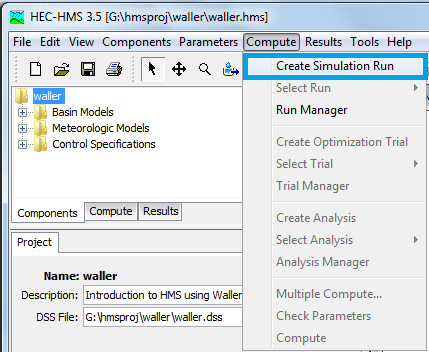 HEC-HMS 3.5 [G:\hmsproj\waller\waller.hms]
File Edit View Components Parameters Compute Results Tools Help
Create Simulation Run
Select Run
Run Manager
Create Optimization Trial
Select Trial
Trial Manager
Create Analysis
Select Analysis
Analysis Manager
Multiple Compute...
Check Parameters
Compute
waller
Basin Models
Meteorologic Models
Control Specifications
Components Compute Results
Project
Name: waller
Description: Introduction to HMS using Waller
DSS File: G:\hmsproj\waller\waller.dss